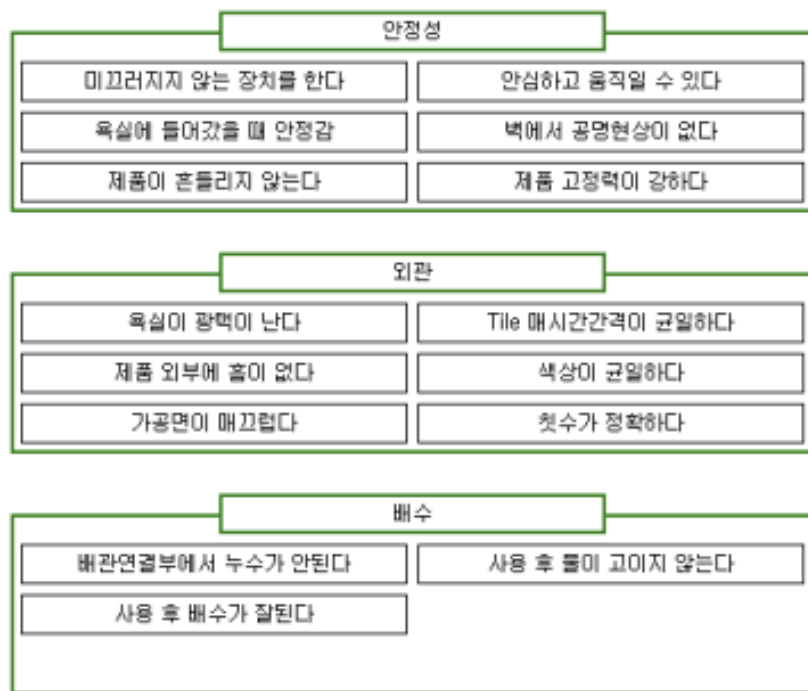 안정성
미끄러지지 않는 장치를 한다
안심하고 움직일 수 있다
욕실에 들어갔을 때 안정감
벽에서 공명현상이 없다
제품이 흔들리지 않는다
제품 고정력이 강하다
외관
욕실이 광택이 난다
Tile 매시간간격이 균일하다
제품 외부에 흠이 없다
색상이 균일하다
가공면이 매끄럽다
칫수가 정확하다
배수
배관연결부에서 누수가 안된다
사용 후 물이 고이지 않는다
사용 후 배수가 잘된다